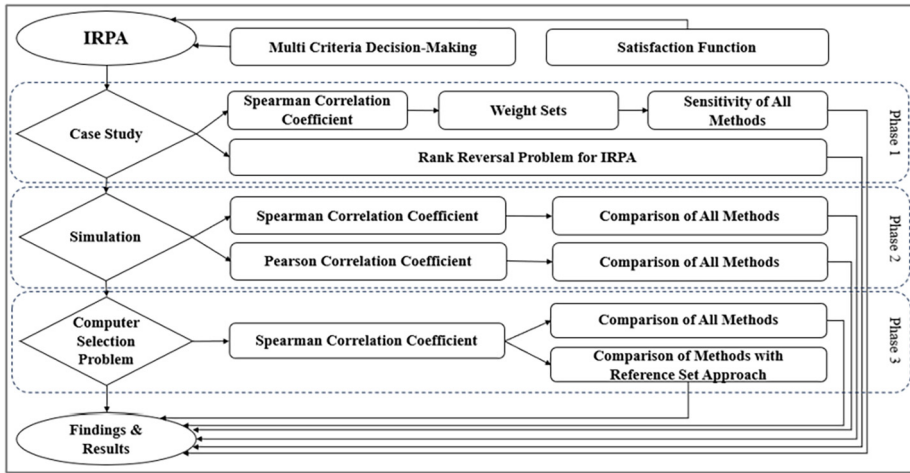 IRPA
Multi Criteria Decision-Making
Satisfaction Function
Case Study
Spearman Correlation
Coefficient
Weight Sets
Sensitivity of All
Methods
Rank Reversal Problem for IRPA
Phase 1
Simulation
Spearman Correlation Coefficient
Comparison of All Methods
Pearson Correlation Coefficient
Comparison of All Methods
Phase 2
Computer
Selection
Problem
Spearman Correlation Coefficient
Comparison of All Methods
Comparison of Methods with
Reference Set Approach
Phase 3
Findings &
Results